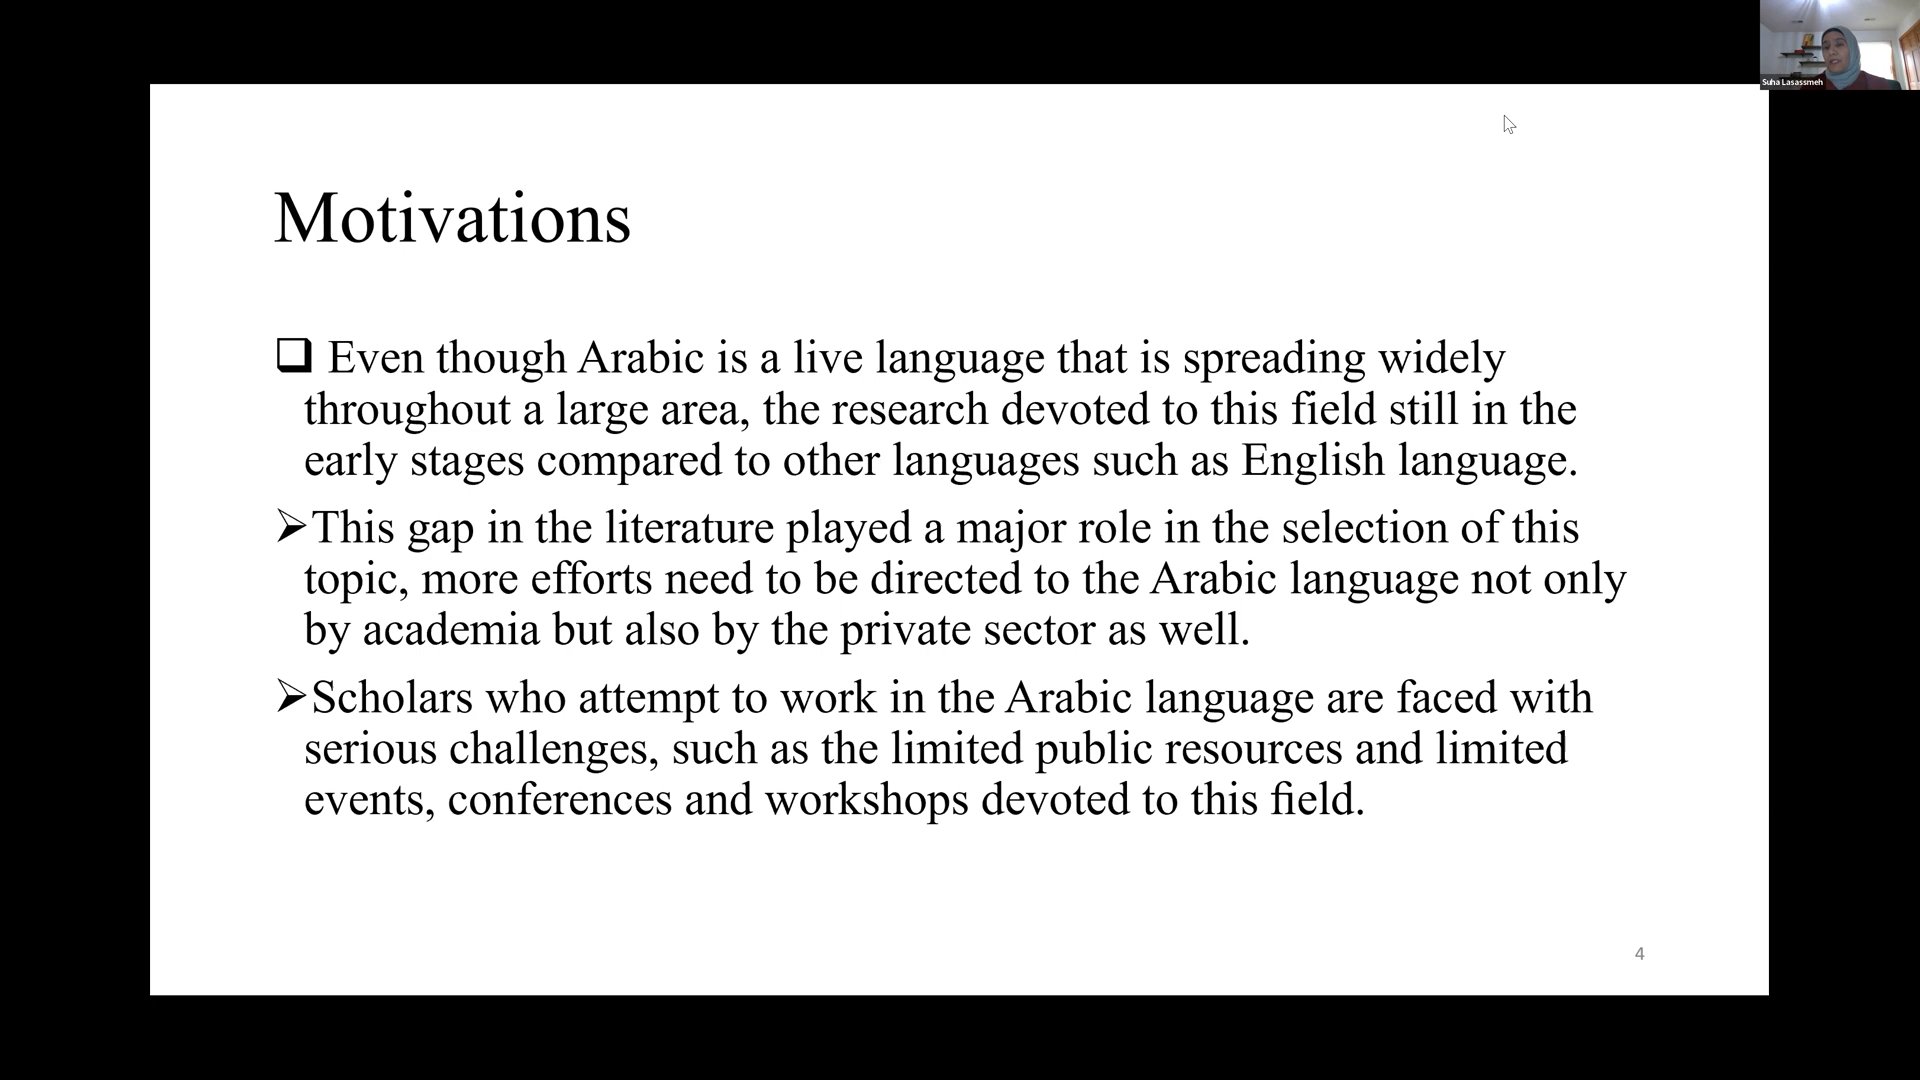 Suha Lasassmeh
Motivations
❑ Even though Arabic is a live language that is spreading widely
throughout a large area, the research devoted to this field still in the
early stages compared to other languages such as English language.
➢This gap in the literature played a major role in the selection of this
topic, more efforts need to be directed to the Arabic language not only
by academia but also by the private sector as well.
➢Scholars who attempt to work in the Arabic language are faced with
serious challenges, such as the limited public resources and limited
events, conferences and workshops devoted to this field.
4